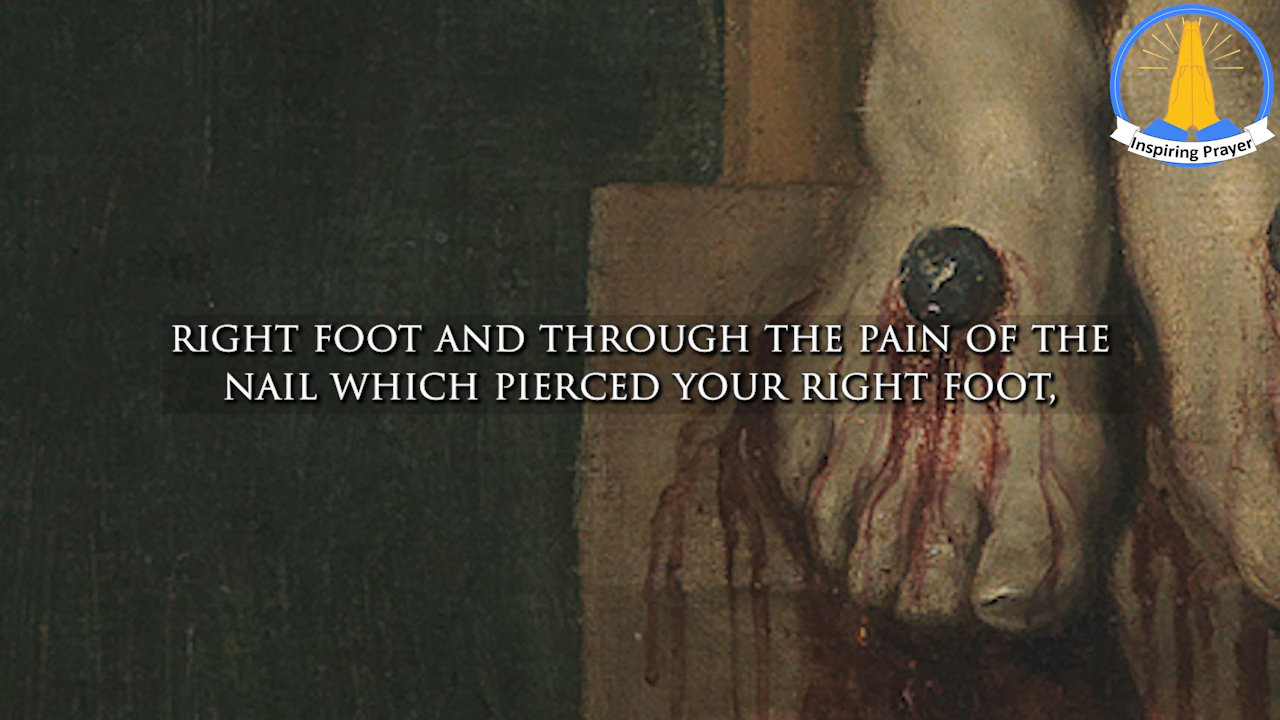 Inspiring Prayer
RIGHT FOOT AND THROUGH THE PAIN OF THE
NAIL WHICH PIERCED YOUR RIGHT FOOT,